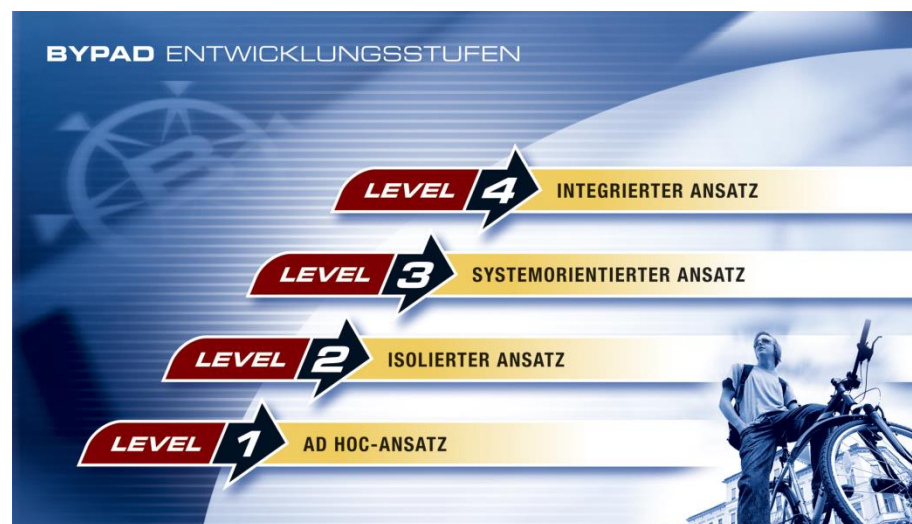 BYPAD ENTWICKLUNGSSTUFEN
LEVEL 4 INTEGRIERTER ANSATZ
LEVEL 3 SYSTEMORIENTIERTER ANSATZ
LEVEL 2 ISOLIERTER ANSATZ
LEVEL 1 AD HOC-ANSATZ